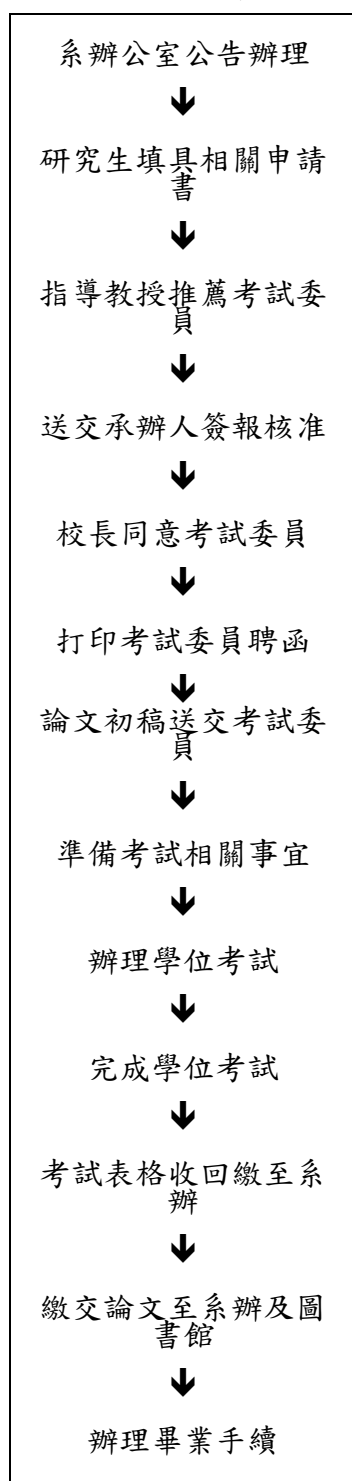 系辦公室公告辦理
研究生填具相關申請
書
指導教授推薦考試委
員
送交承辦人簽報核准
校長同意考試委員
打印考試委員聘函
論文初稿送交考試委
員
準備考試相關事宜
辦理學位考試
完成學位考試
考試表格收回繳至系
辦
繳交論文至系辦及圖
書館
辦理畢業手續